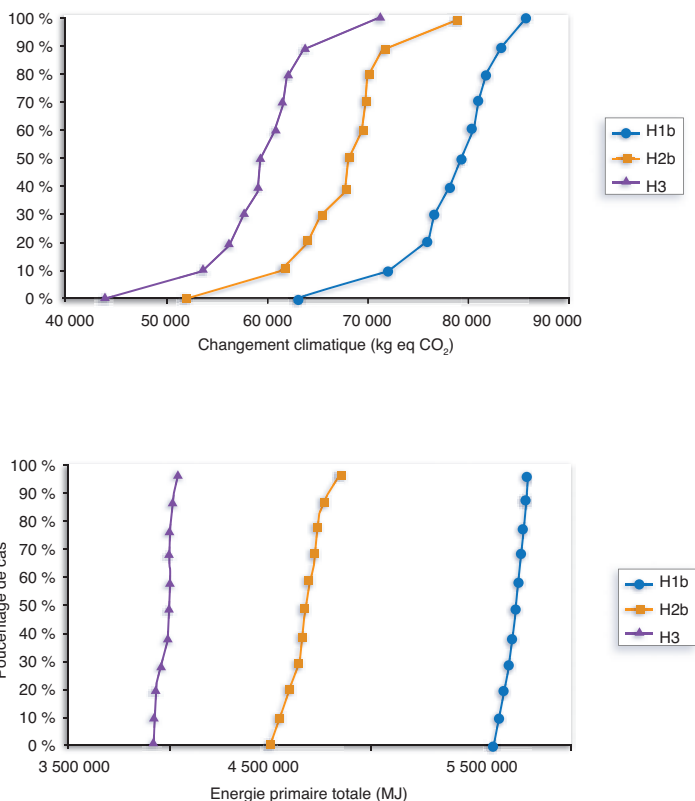 100 %
90 %
80 %
70 %
60 %
50 %
40 %
30 %
20 %
10 %
0 %
40 000 50 000 60 000 70 000 80 000 90 000
Changement climatique (kg eq CO₂)
H1b
H2b
H3
Poucentage de cas
100 %
90 %
80 %
70 %
60 %
50 %
40 %
30 %
20 %
10 %
0 %
3 500 000 4 500 000 5 500 000
Energie primaire totale (MJ)
H1b
H2b
H3